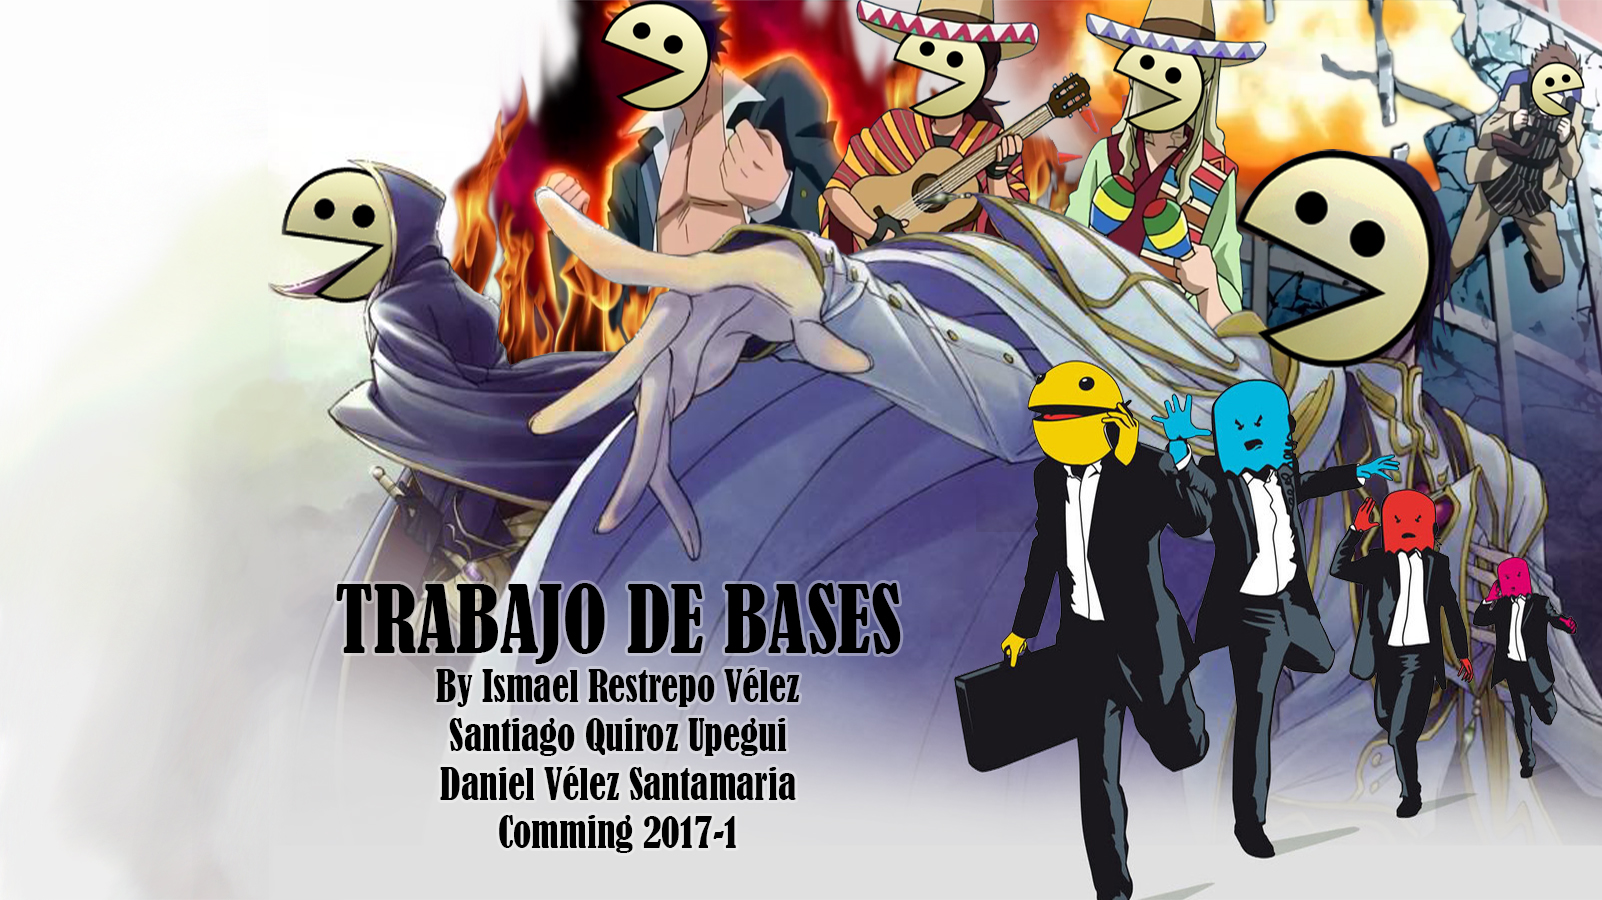 TRABAJO DE BASES
By Ismael Restrepo Vélez
Santiago Quiroz Upegui
Daniel Vélez Santamaria
Comming 2017-1